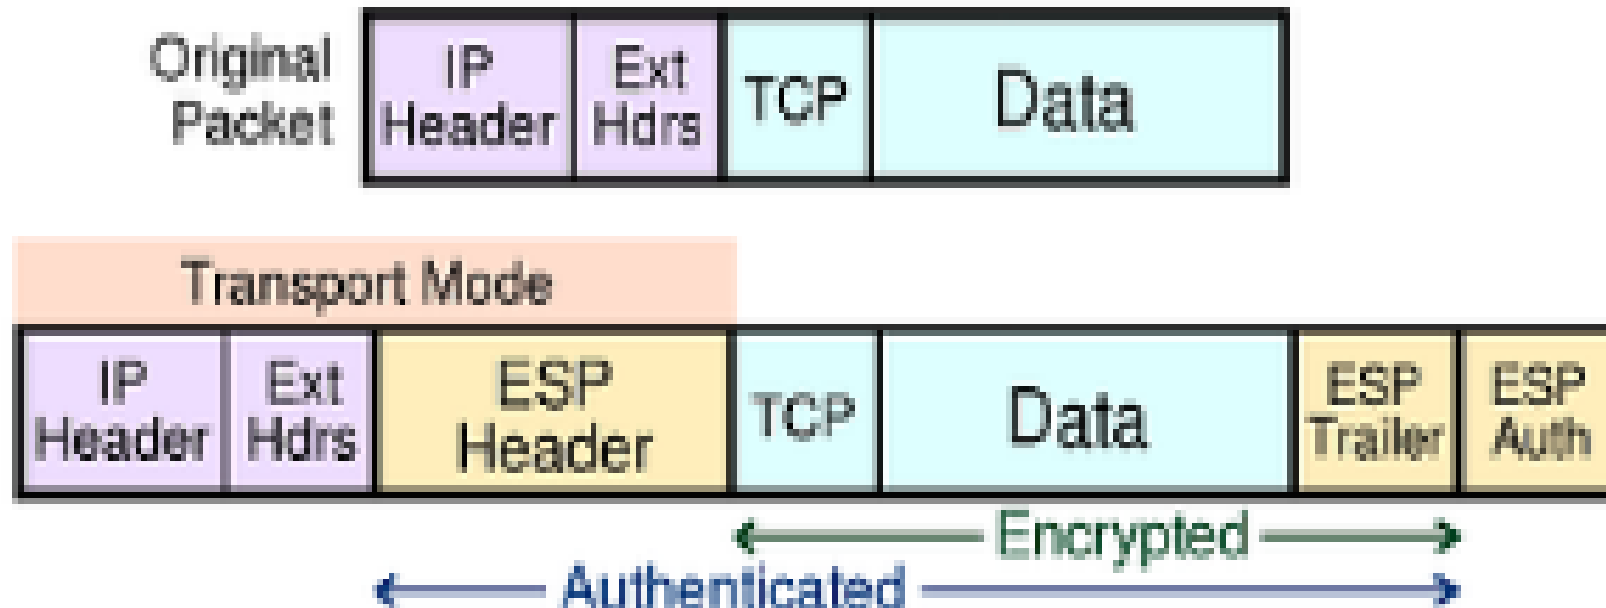 Original
Packet
IP
Header
Ext
Hdrs
TCP
Data
Transport Mode
IP
Header
Ext
Hdrs
ESP
Header
TCP
Data
ESP
Trailer
ESP
Auth
Encrypted
Authenticated